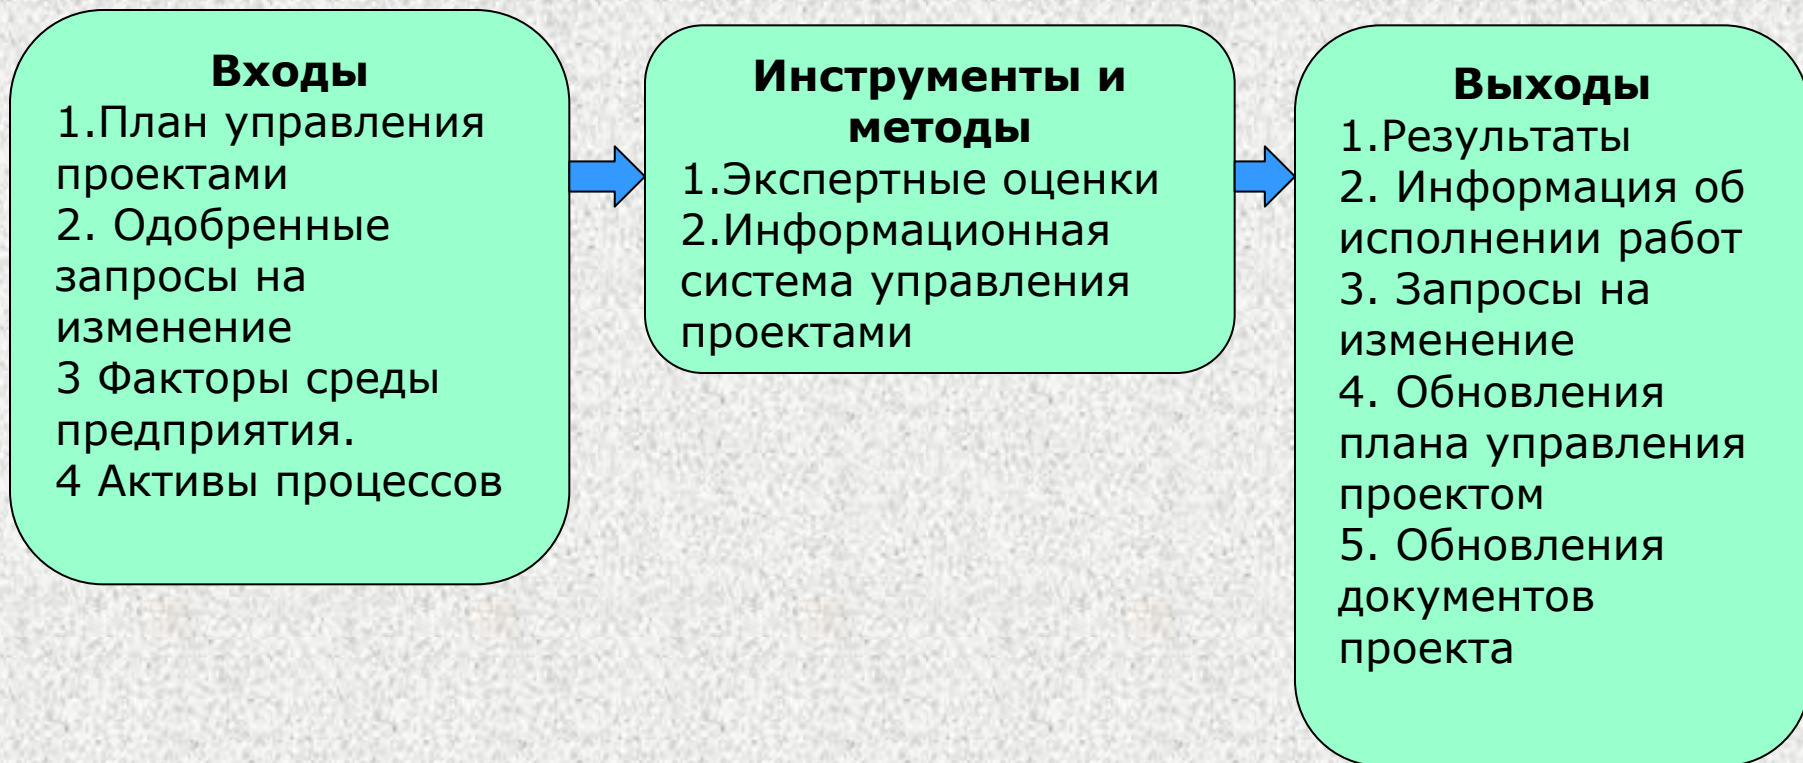 Входы
1.План управления
проектами
2. Одобренные
запросы на
изменение
3 Факторы среды
предприятия.
4 Активы процессов
Инструменты и
методы
1.Экспертные оценки
2.Информационная
система управления
проектами
Выходы
1.Результаты
2. Информация об
исполнении работ
3. Запросы на
изменение
4. Обновления
плана управления
проектом
5. Обновления
документов
проекта